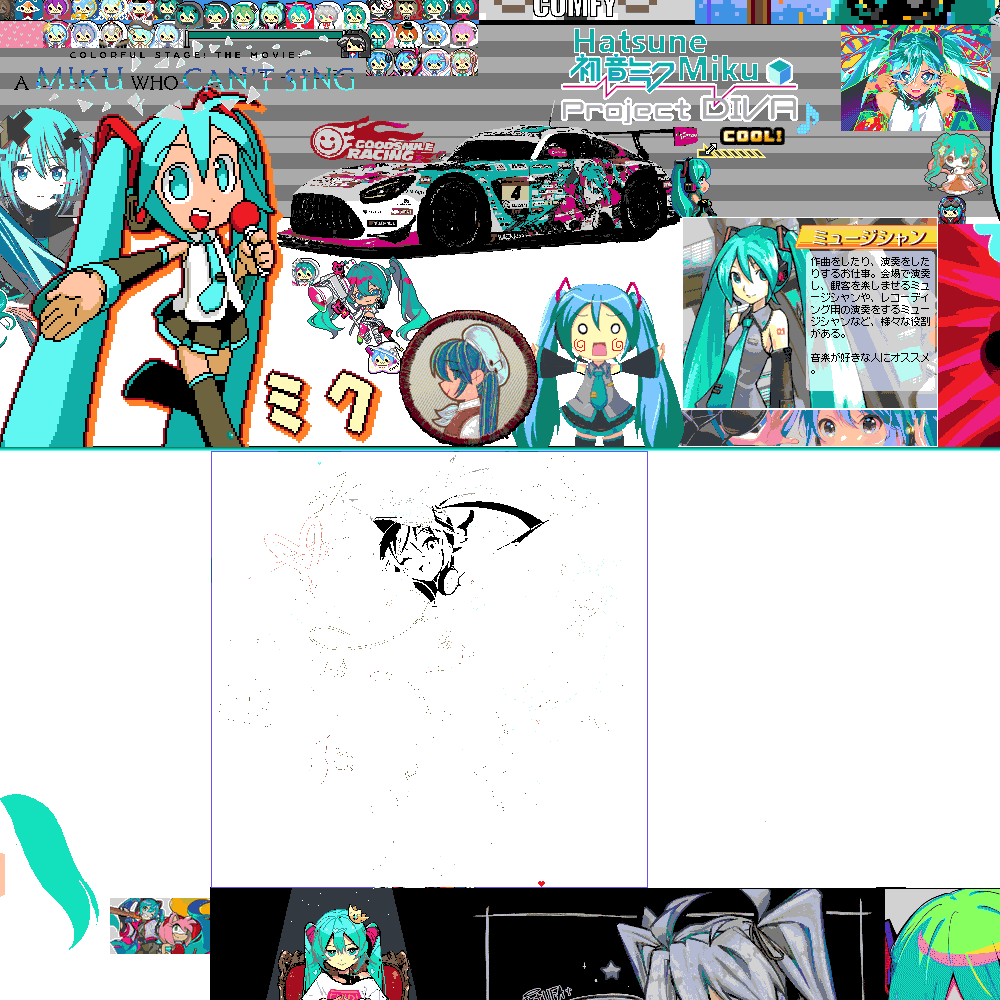 COMFY
COLORFUL STAGE! THE MOVIE:
A MIKU WHO CAN'T SING
Hatsune
初音ミク Miku
Project DIVA
GOODSMILE
RACING
COOL!
4
ミュージシャン
作曲をしたり、演奏をした
りするお仕事。会場で演奏
し、観客を楽しませるミュ
ージシャンや、レコーディ
ング用の演奏をするミュー
ジシャンなど、様々な役割
がある。
音楽が好きな人にオススメ
。
01
ミク